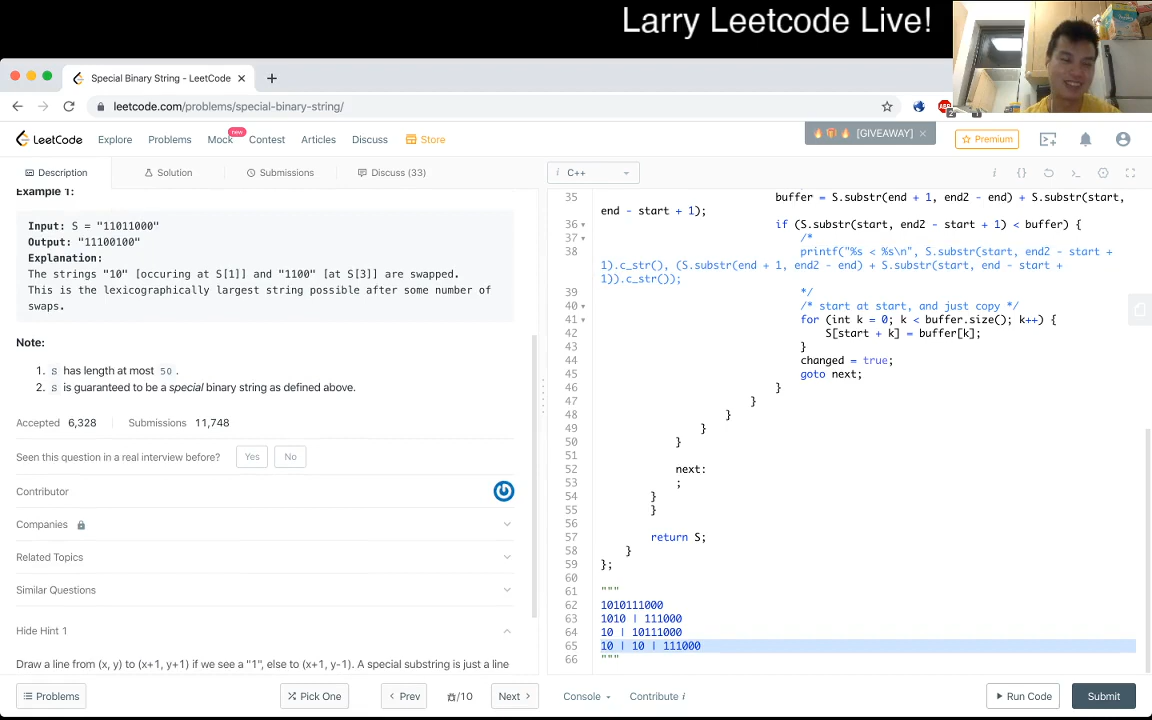 Larry Leetcode Live!
Special Binary String - LeetCode
leetcode.com/problems/special-binary-string/
LeetCode
Explore
Problems
Mock
new
Contest
Articles
Discuss
Store
[GIVEAWAY]
Premium
Description
Solution
Submissions
Discuss (33)
i C++
Example 1:
Input: S = "11011000"
Output: "11100100"
Explanation:
The strings "10" [occuring at S[1]] and "1100" [at S[3]] are swapped.
This is the lexicographically largest string possible after some number of
swaps.
Note:
1. S has length at most 50 .
2. S is guaranteed to be a special binary string as defined above.
Accepted 6,328 Submissions 11,748
Seen this question in a real interview before? Yes No
Contributor
Companies
Related Topics
Similar Questions
Hide Hint 1
Draw a line from (x, y) to (x+1, y+1) if we see a "1", else to (x+1, y-1). A special substring is just a line
35 buffer = S.substr(end + 1, end2 - end) + S.substr(start,
end - start + 1);
36 if (S.substr(start, end2 - start + 1) < buffer) {
37 /*
38 printf("%s < %s\n", S.substr(start, end2 - start +
1).c_str(), (S.substr(end + 1, end2 - end) + S.substr(start, end - start +
1)).c_str());
39 */
40 /* start at start, and just copy */
41 for (int k = 0; k < buffer.size(); k++) {
42 S[start + k] = buffer[k];
43 }
44 changed = true;
45 goto next;
46 }
47 }
48 }
49 }
50 }
51
52 next:
53 ;
54 }
55 }
56
57 return S;
58 }
59 };
60
61 """
62 1010111000
63 1010 | 111000
64 10 | 10111000
65 10 | 10 | 111000
66 """
Problems
Pick One
Prev
/10
Next
Console
Contribute i
Run Code
Submit